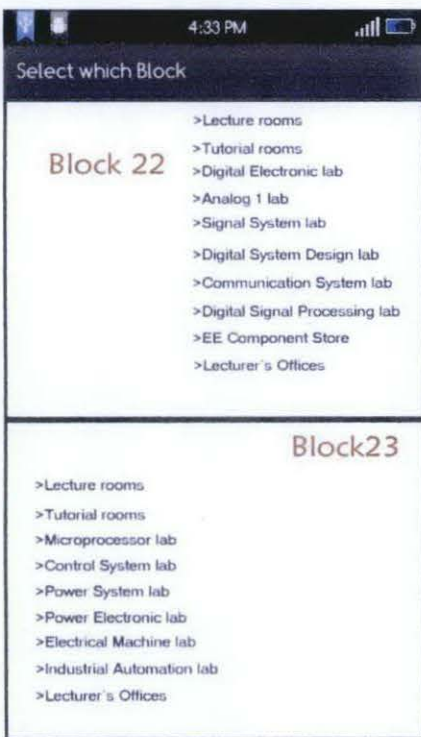 4:33 PM
Select which Block
Block 22
>Lecture rooms
>Tutorial rooms
>Digital Electronic lab
>Analog 1 lab
>Signal System lab
>Digital System Design lab
>Communication System lab
>Digital Signal Processing lab
>EE Component Store
>Lecturer's Offices
Block23
>Lecture rooms
>Tutorial rooms
>Microprocessor lab
>Control System lab
>Power System lab
>Power Electronic lab
>Electrical Machine lab
>Industrial Automation lab
>Lecturer's Offices